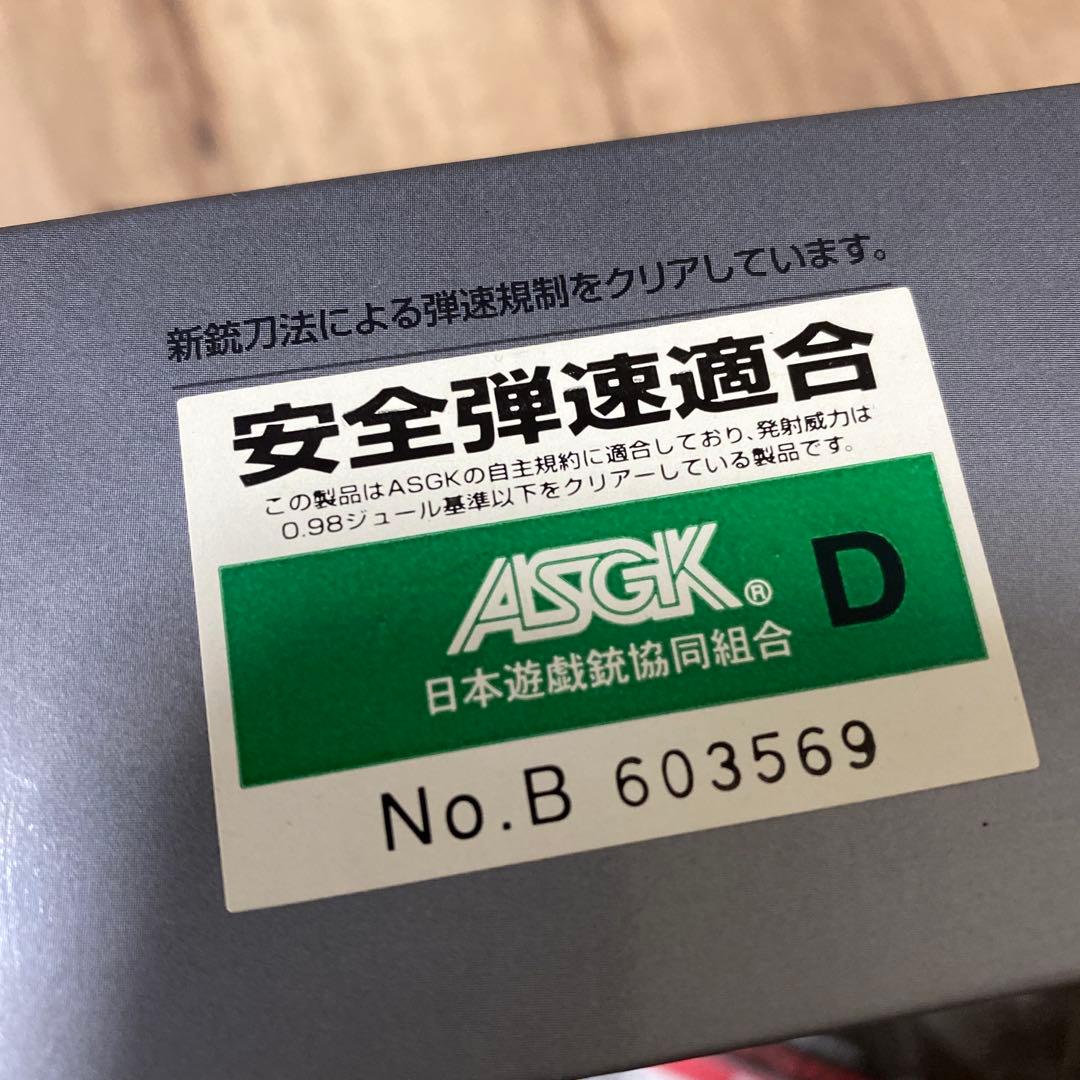 新銃刀法による弾速規制をクリアしています。
安全弾速適合
この製品はASGKの自主規約に適合しており、発射威力は
0.98ジュール基準以下をクリアーしている製品です。
ASGK® D
日本遊戯銃協同組合
No.B 603569